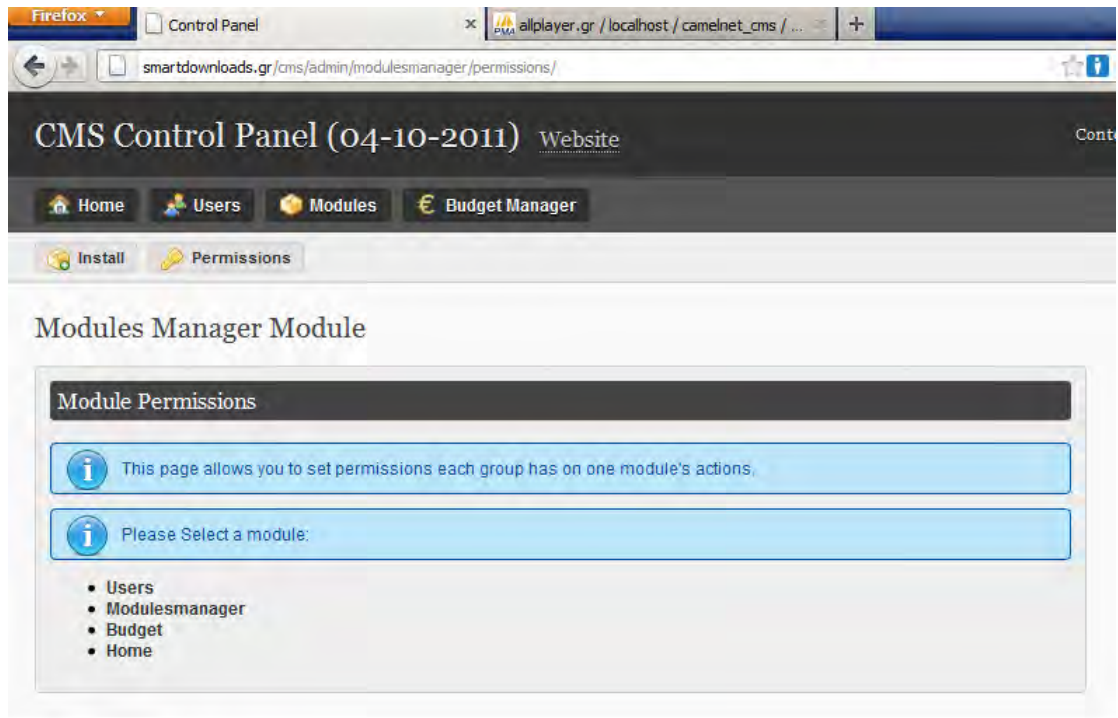 Firefox
Control Panel
allplayer.gr / localhost / camelnet_cms / ...
smartdownloads.gr/cms/admin/modulesmanager/permissions/
CMS Control Panel (04-10-2011) Website
Home Users Modules Budget Manager
Install Permissions
Modules Manager Module
Module Permissions
This page allows you to set permissions each group has on one module's actions.
Please Select a module:
Users
Modulesmanager
Budget
Home